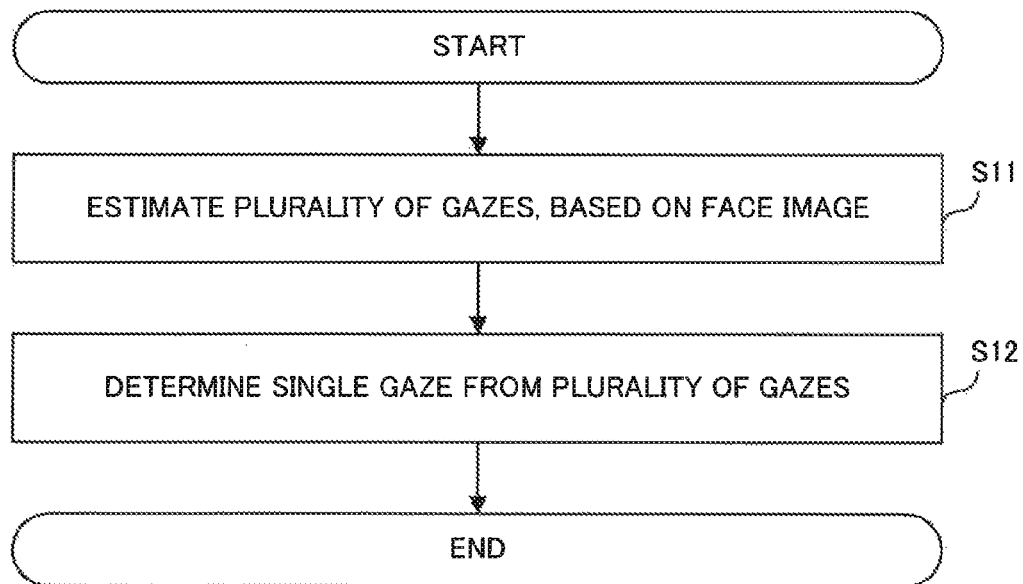 START
ESTIMATE PLURALITY OF GAZES, BASED ON FACE IMAGE
S11
DETERMINE SINGLE GAZE FROM PLURALITY OF GAZES
S12
END